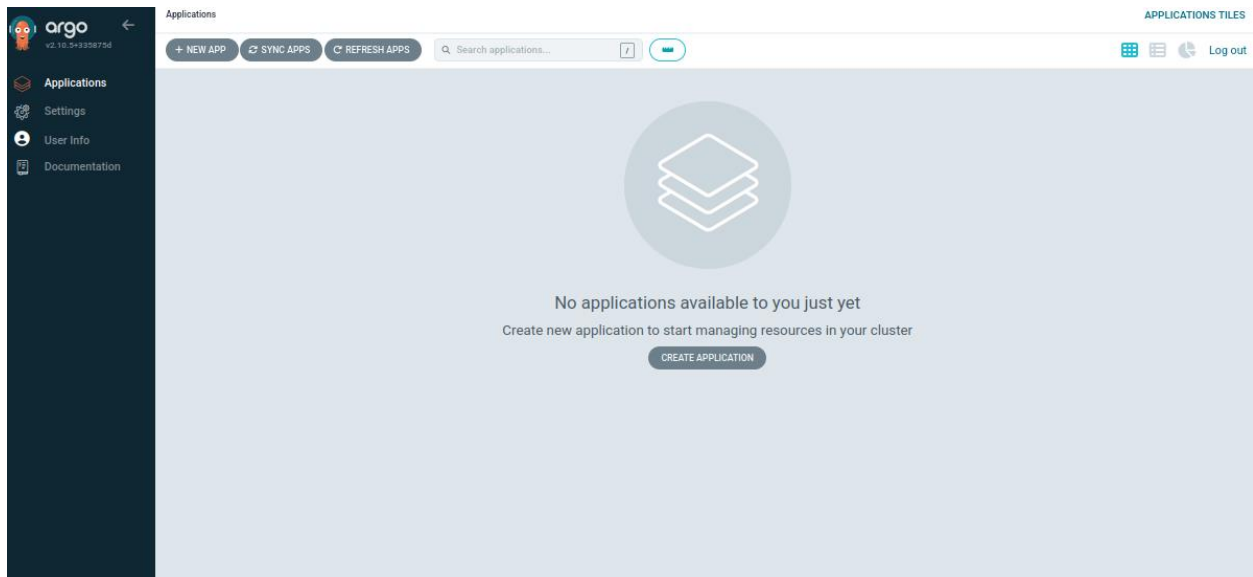 argo
v2.10.5+335875d
Applications
Settings
User Info
Documentation
Applications
APPLICATIONS TILES
+ NEW APP SYNC APPS REFRESH APPS Search applications... / Log out
No applications available to you just yet
Create new application to start managing resources in your cluster
CREATE APPLICATION